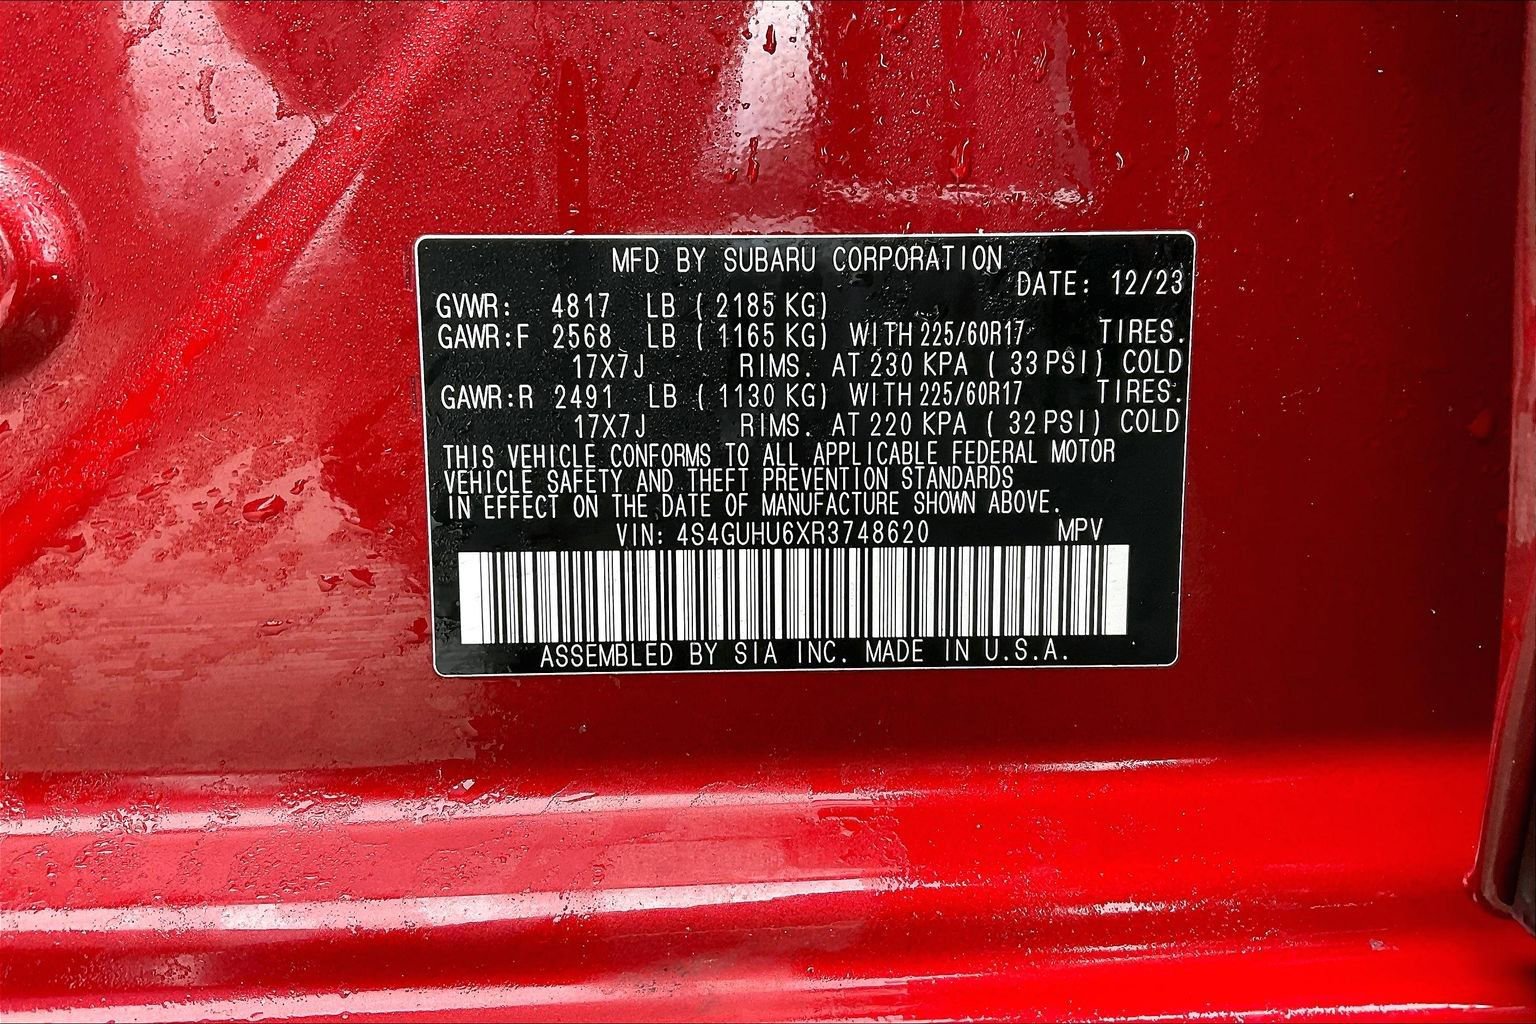 MFD BY SUBARU CORPORATION
DATE: 12/23
GVWR: 4817 LB (2185 KG)
GAWR:F 2568 LB (1165 KG) WITH 225/60R17 TIRES.
17X7J RIMS. AT 230 KPA (33 PSI) COLD
GAWR:R 2491 LB (1130 KG) WITH 225/60R17 TIRES.
17X7J RIMS. AT 220 KPA (32 PSI) COLD
THIS VEHICLE CONFORMS TO ALL APPLICABLE FEDERAL MOTOR
VEHICLE SAFETY AND THEFT PREVENTION STANDARDS
IN EFFECT ON THE DATE OF MANUFACTURE SHOWN ABOVE.
VIN: 4S4GUHU6XR3748620 MPV
ASSEMBLED BY SIA INC. MADE IN U.S.A.